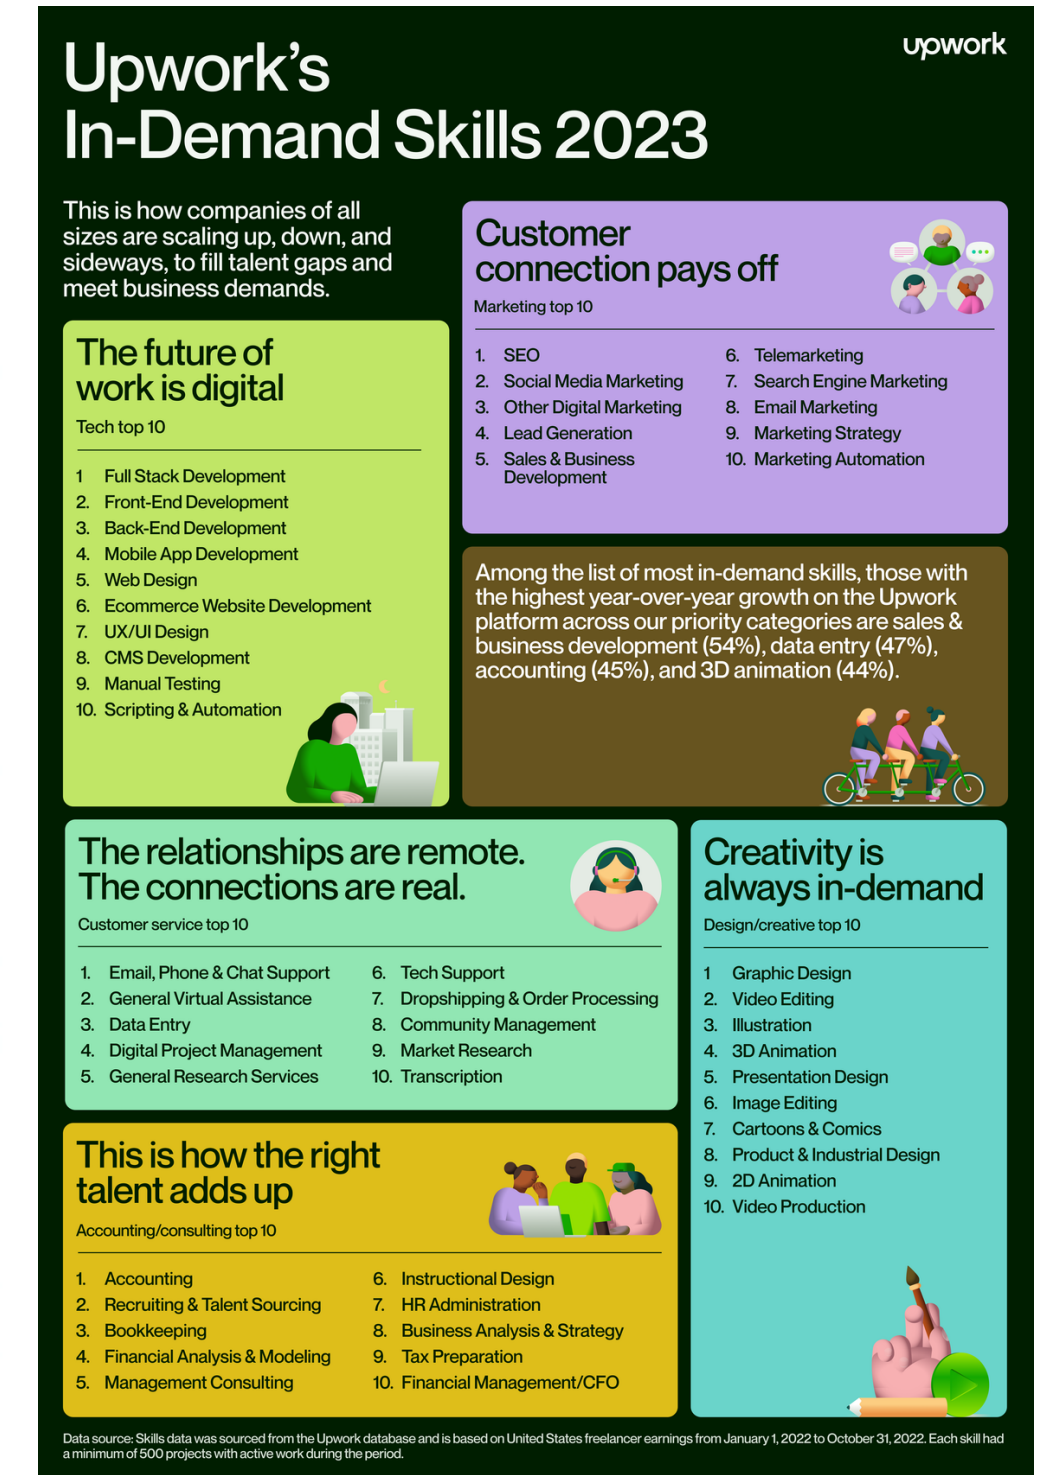 upwork
Upwork’s
In-Demand Skills 2023
This is how companies of all
sizes are scaling up, down, and
sideways, to fill talent gaps and
meet business demands.
The future of
work is digital
Tech top 10
1 Full Stack Development
2. Front-End Development
3. Back-End Development
4. Mobile App Development
5. Web Design
6. Ecommerce Website Development
7. UX/UI Design
8. CMS Development
9. Manual Testing
10. Scripting & Automation
Customer
connection pays off
Marketing top 10
1. SEO
2. Social Media Marketing
3. Other Digital Marketing
4. Lead Generation
5. Sales & Business
Development
6. Telemarketing
7. Search Engine Marketing
8. Email Marketing
9. Marketing Strategy
10. Marketing Automation
Among the list of most in-demand skills, those with
the highest year-over-year growth on the Upwork
platform across our priority categories are sales &
business development (54%), data entry (47%),
accounting (45%), and 3D animation (44%).
The relationships are remote.
The connections are real.
Customer service top 10
1. Email, Phone & Chat Support
2. General Virtual Assistance
3. Data Entry
4. Digital Project Management
5. General Research Services
6. Tech Support
7. Dropshipping & Order Processing
8. Community Management
9. Market Research
10. Transcription
Creativity is
always in-demand
Design/creative top 10
1 Graphic Design
2. Video Editing
3. Illustration
4. 3D Animation
5. Presentation Design
6. Image Editing
7. Cartoons & Comics
8. Product & Industrial Design
9. 2D Animation
10. Video Production
This is how the right
talent adds up
Accounting/consulting top 10
1. Accounting
2. Recruiting & Talent Sourcing
3. Bookkeeping
4. Financial Analysis & Modeling
5. Management Consulting
6. Instructional Design
7. HR Administration
8. Business Analysis & Strategy
9. Tax Preparation
10. Financial Management/CFO
Data source: Skills data was sourced from the Upwork database and is based on United States freelancer earnings from January 1, 2022 to October 31, 2022. Each skill had
a minimum of 500 projects with active work during the period.